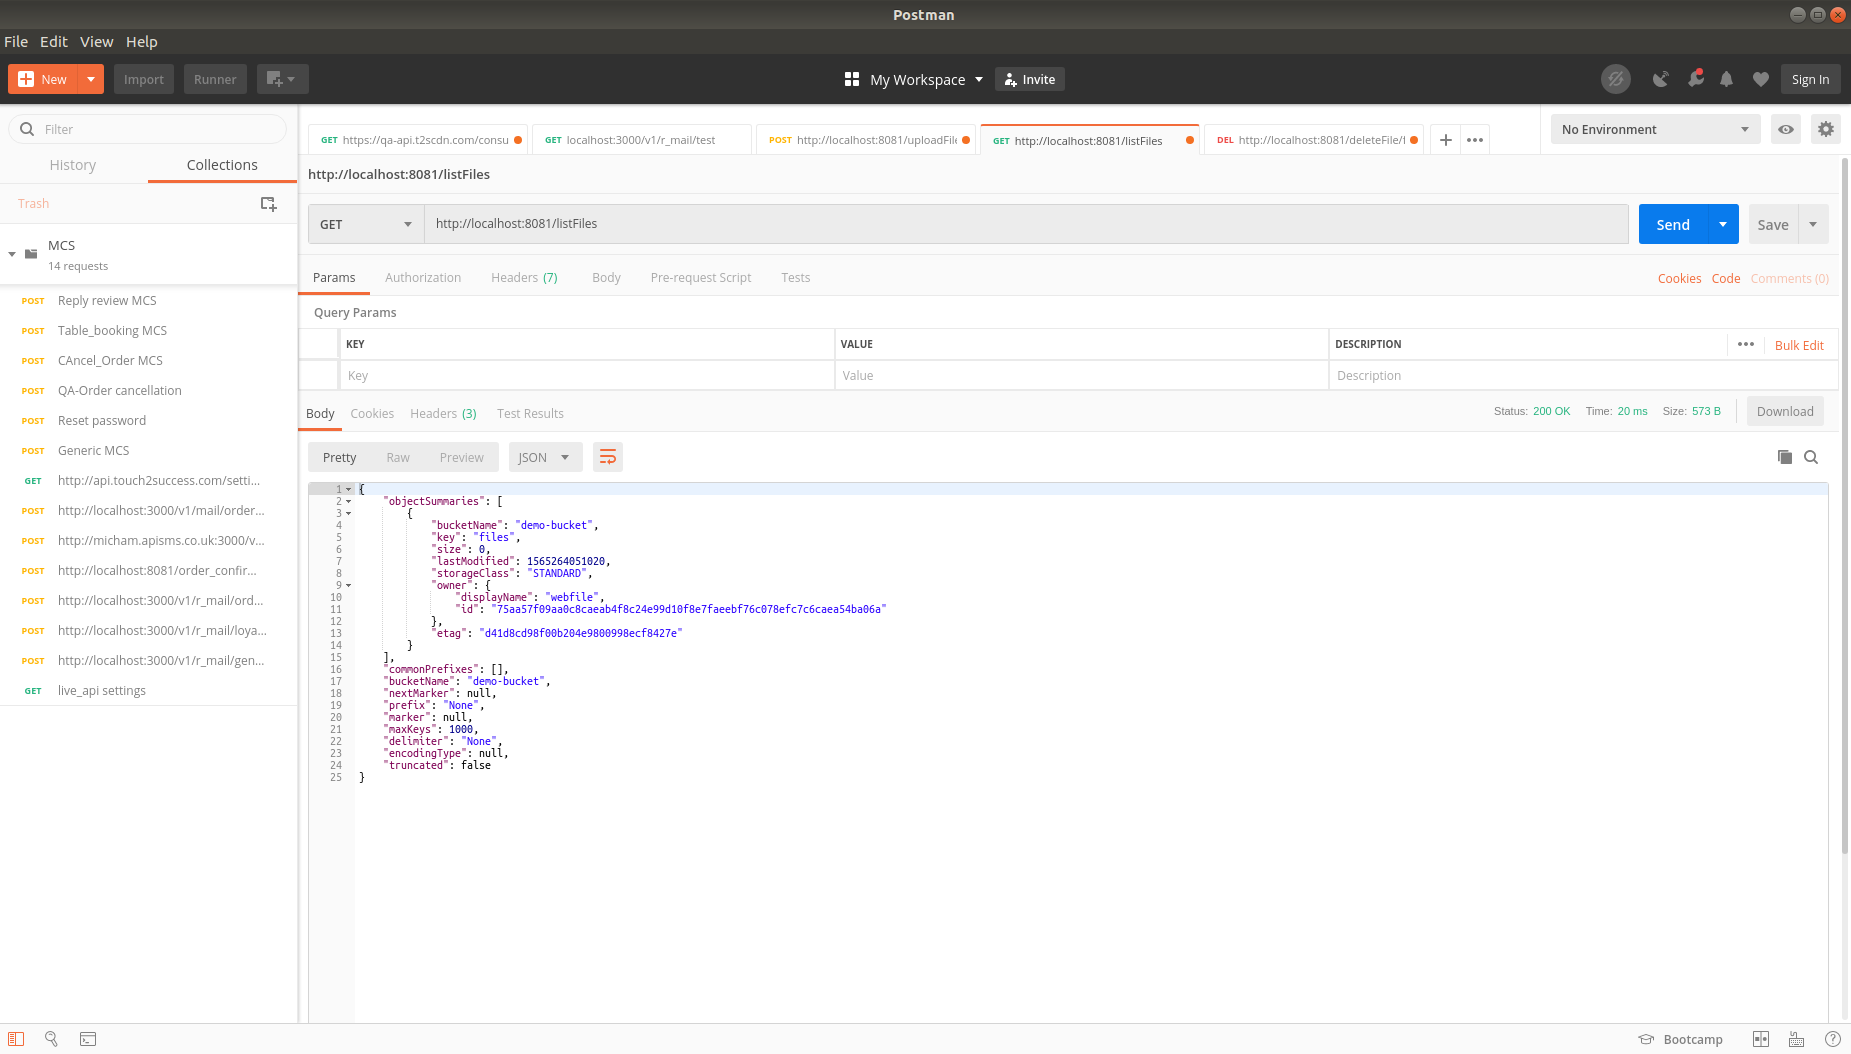 Postman
File Edit View Help
New Import Runner My Workspace Invite Sign In
Filter
History Collections
Trash
MCS
14 requests
POST Reply review MCS
POST Table_booking MCS
POST CAncel_Order MCS
POST QA-Order cancellation
POST Reset password
POST Generic MCS
GET http://api.touch2success.com/setti...
POST http://localhost:3000/v1/mail/order...
POST http://micham.apisms.co.uk:3000/v...
POST http://localhost:8081/order_confir...
POST http://localhost:3000/v1/r_mail/ord...
POST http://localhost:3000/v1/r_mail/loya...
POST http://localhost:3000/v1/r_mail/gen...
GET live_api settings
GET https://qa-api.t2scdn.com/consu GET localhost:3000/v1/r_mail/test POST http://localhost:8081/uploadFile GET http://localhost:8081/listFiles DEL http://localhost:8081/deleteFile/f No Environment
http://localhost:8081/listFiles
GET http://localhost:8081/listFiles Send Save
Params Authorization Headers (7) Body Pre-request Script Tests Cookies Code Comments (0)
Query Params
KEY VALUE DESCRIPTION Bulk Edit
Key Value Description
Body Cookies Headers (3) Test Results Status: 200 OK Time: 20 ms Size: 573 B Download
Pretty Raw Preview JSON
1 {
2 "objectSummaries": [
3 {
4 "bucketName": "demo-bucket",
5 "key": "files",
6 "size": 0,
7 "lastModified": 1565264051020,
8 "storageClass": "STANDARD",
9 "owner": {
10 "displayName": "webfile",
11 "id": "75aa57f09aa0c8caeab4f8c24e99d10f8e7faeebf76c078efc7c6caea54ba06a"
12 },
13 "etag": "d41d8cd98f00b204e9800998ecf8427e"
14 }
15 ],
16 "commonPrefixes": [],
17 "bucketName": "demo-bucket",
18 "nextMarker": null,
19 "prefix": "None",
20 "marker": null,
21 "maxKeys": 1000,
22 "delimiter": "None",
23 "encodingType": null,
24 "truncated": false
25 }
Bootcamp